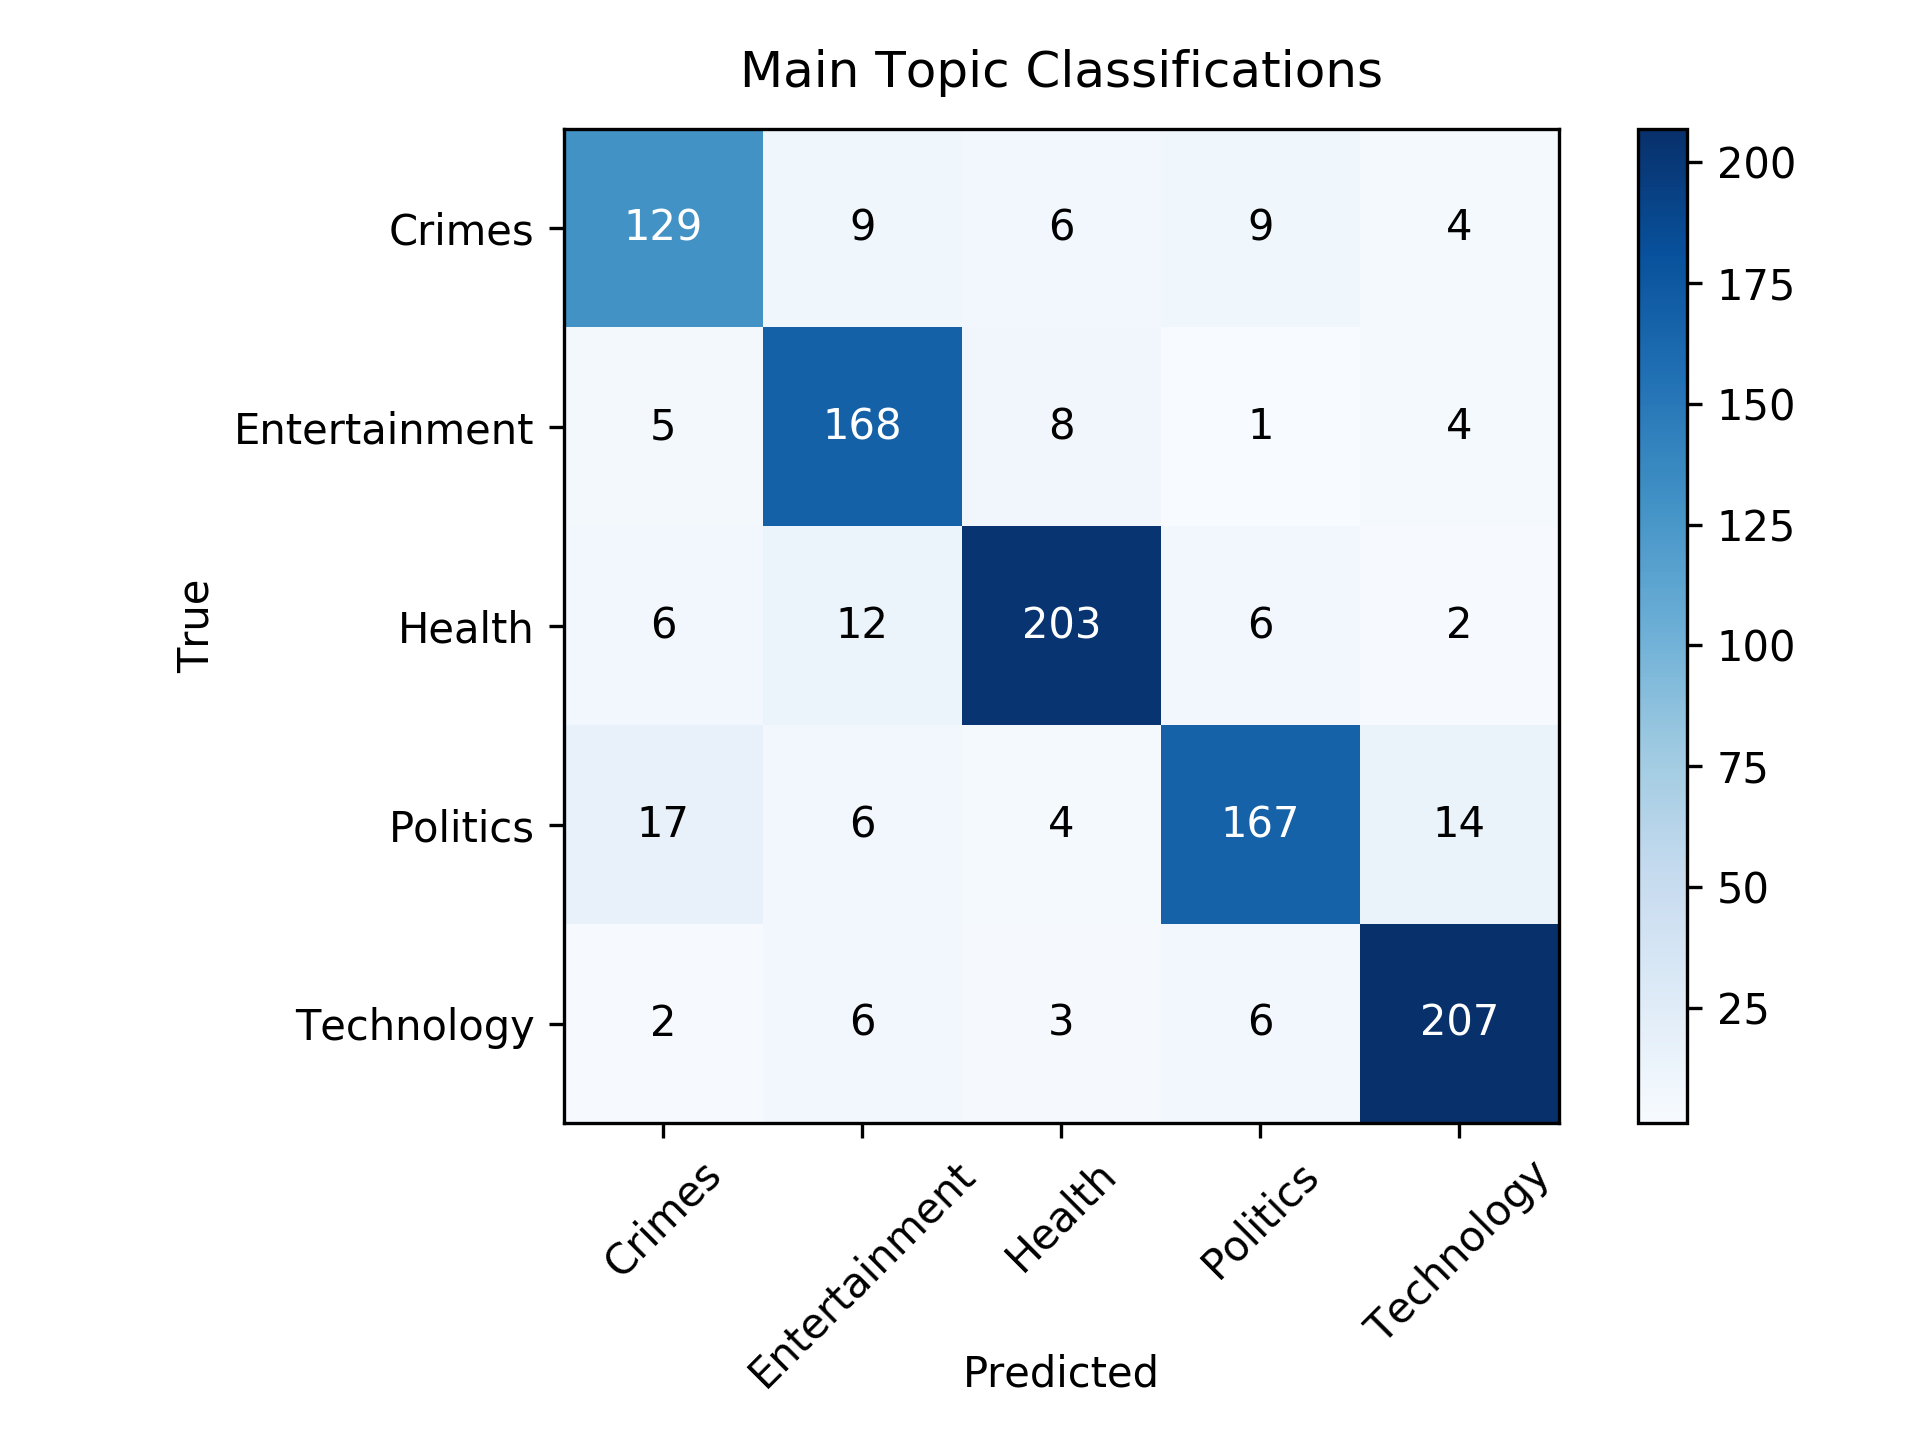 Main Topic Classifications
Crimes 129 9 6 9 4
Entertainment 5 168 8 1 4
Health 6 12 203 6 2
Politics 17 6 4 167 14
Technology 2 6 3 6 207
True
Crimes Entertainment Health Politics Technology
Predicted
200
175
150
125
100
75
50
25